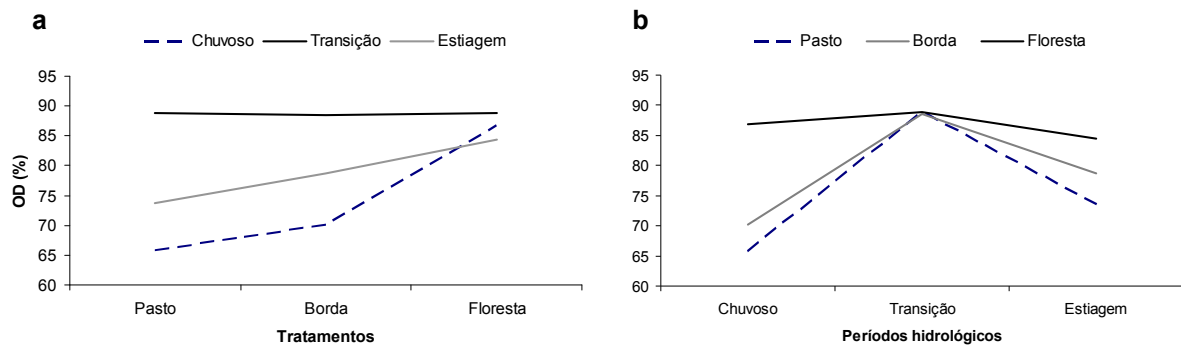 a
Chuvoso Transição Estiagem
OD (%)
95
90
85
80
75
70
65
60
Pasto Borda Floresta
Tratamentos
b
Pasto Borda Floresta
95
90
85
80
75
70
65
60
Chuvoso Transição Estiagem
Períodos hidrológicos